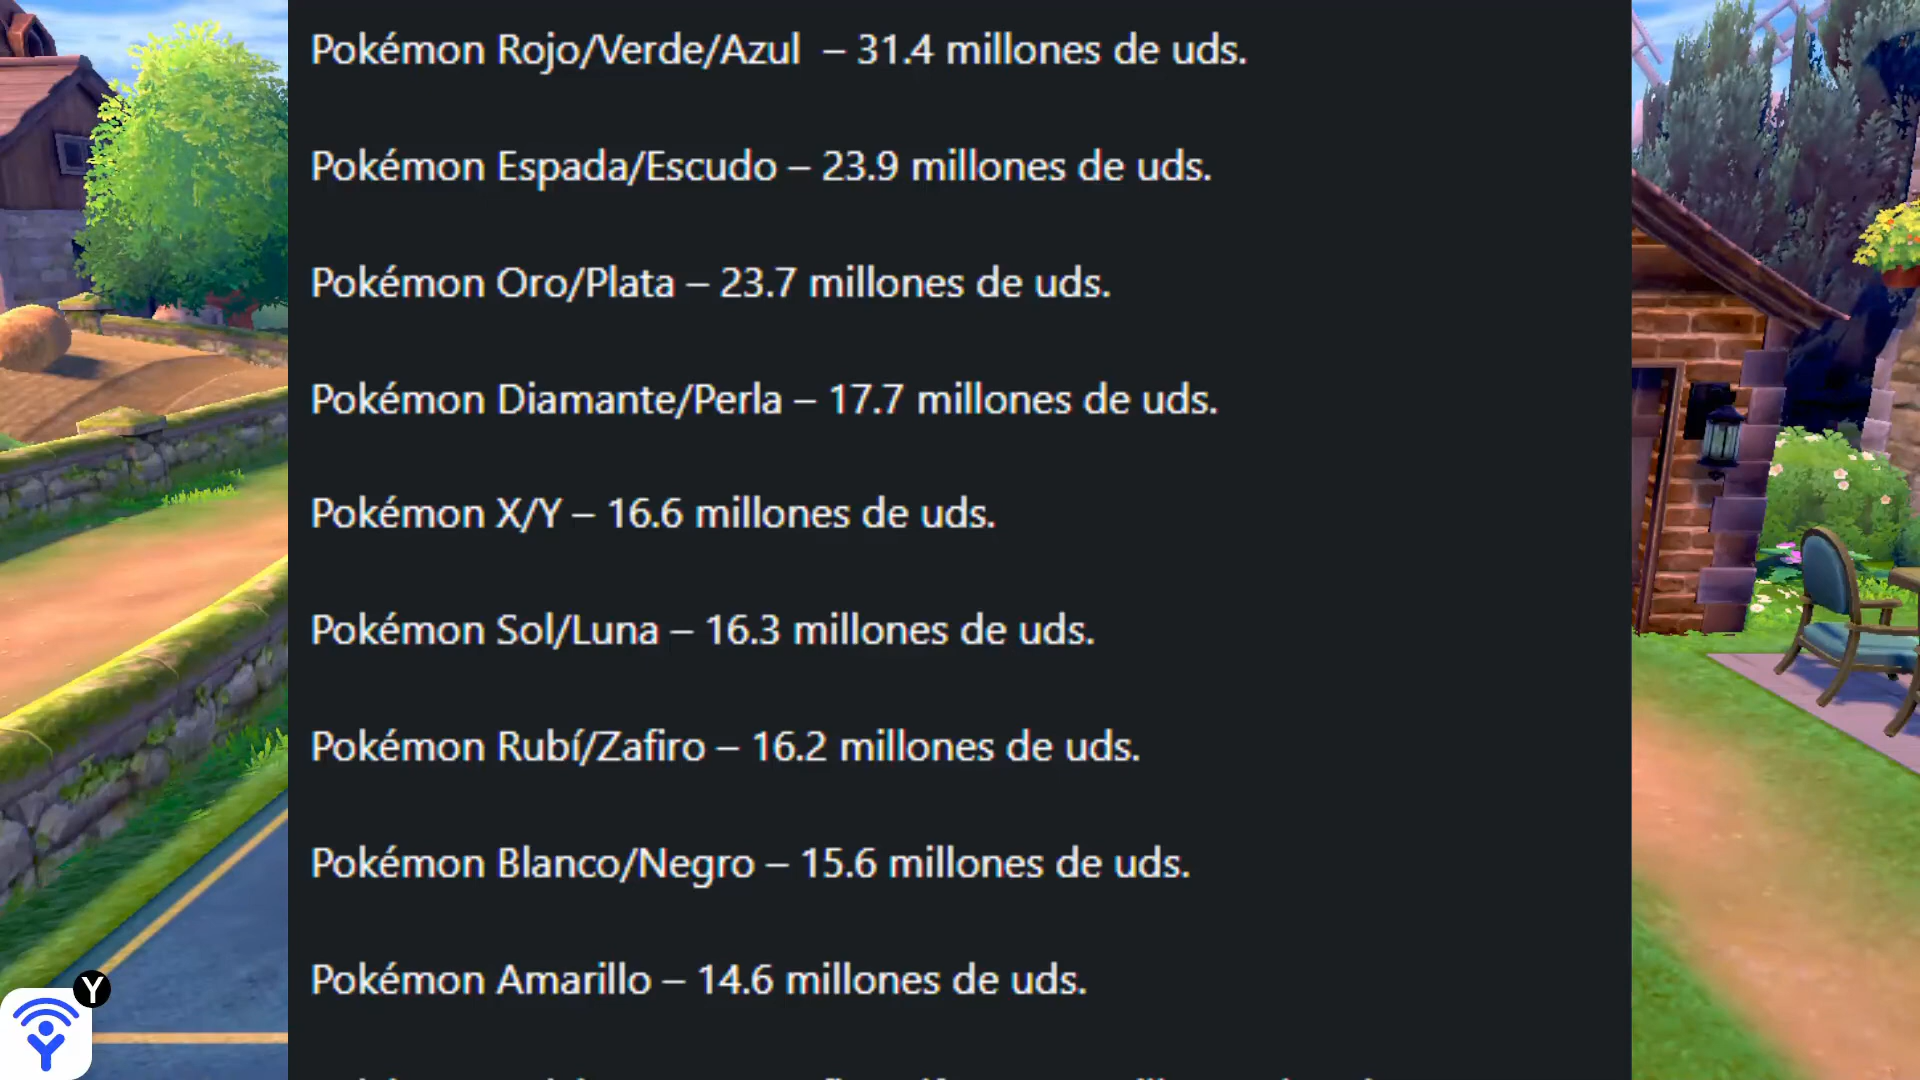 Pokémon Rojo/Verde/Azul – 31.4 millones de uds.
Pokémon Espada/Escudo – 23.9 millones de uds.
Pokémon Oro/Plata – 23.7 millones de uds.
Pokémon Diamante/Perla – 17.7 millones de uds.
Pokémon X/Y – 16.6 millones de uds.
Pokémon Sol/Luna – 16.3 millones de uds.
Pokémon Rubí/Zafiro – 16.2 millones de uds.
Pokémon Blanco/Negro – 15.6 millones de uds.
Pokémon Amarillo – 14.6 millones de uds.
Y